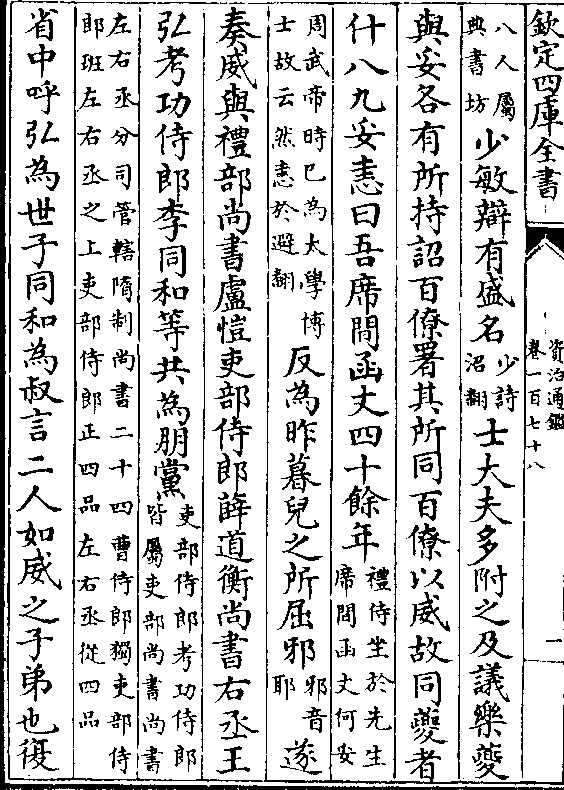 欽定四庫全書
資治通鑑
卷一百七十八
一
八人屬
典書坊
少敏辯有盛名
少詩
沼翻
士大夫多附之及議樂夔
與妥各有所持詔百僚署其所同百僚以威故同夔者
什八九妥恚曰吾席間函丈四十餘年
禮侍坐於先生
席間函丈何妥
周武帝時已為太學博
士故云然恚於避翻
反為昨暮兒之所屈邪
邪音
耶
遂
奏威與禮部尚書盧愷吏部侍郎薛道衡尚書右丞王
弘考功侍郎李同和等共為朋黨
吏部侍郎考功侍郎
皆屬吏部尚書尚書
左右丞分司管轄隋制尚書二十四曹侍郎獨吏部侍
郎班左右丞之上吏部侍郎正四品左右丞從四品
省中呼弘為世子同和為叔言二人如威之子弟也復